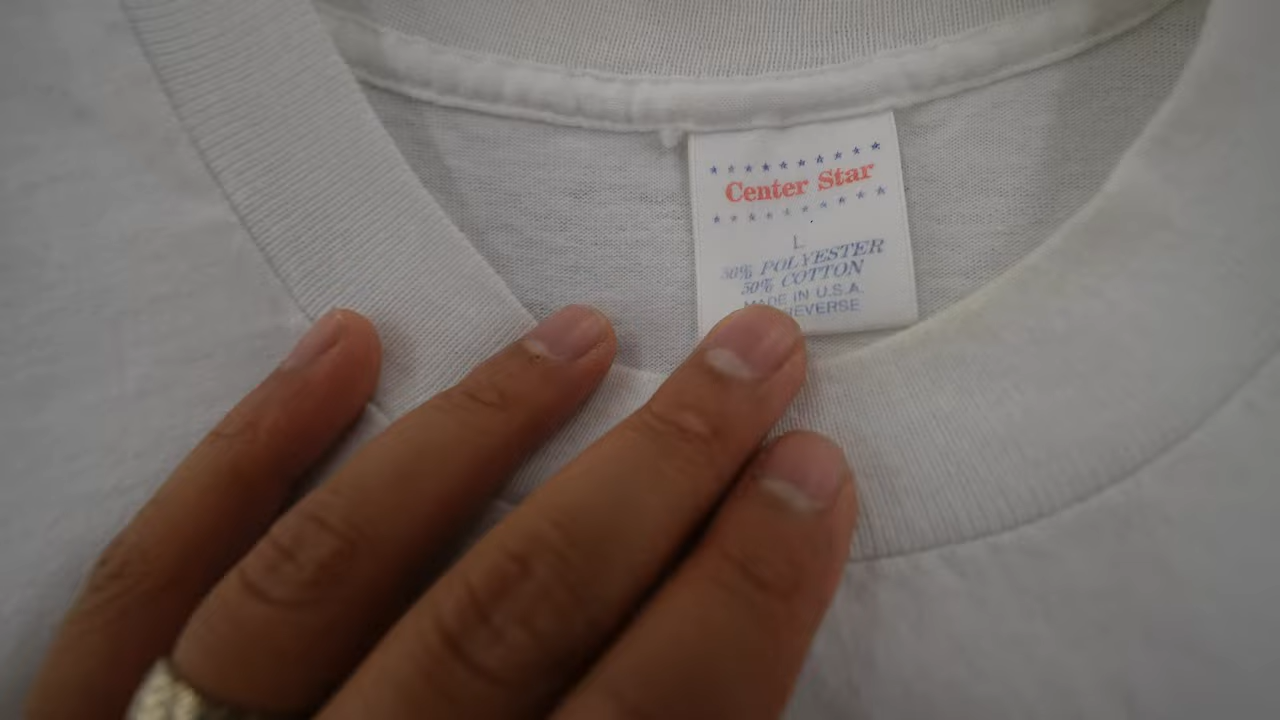 Center Star
L
50% POLYESTER
50% COTTON
MADE IN U.S.A.